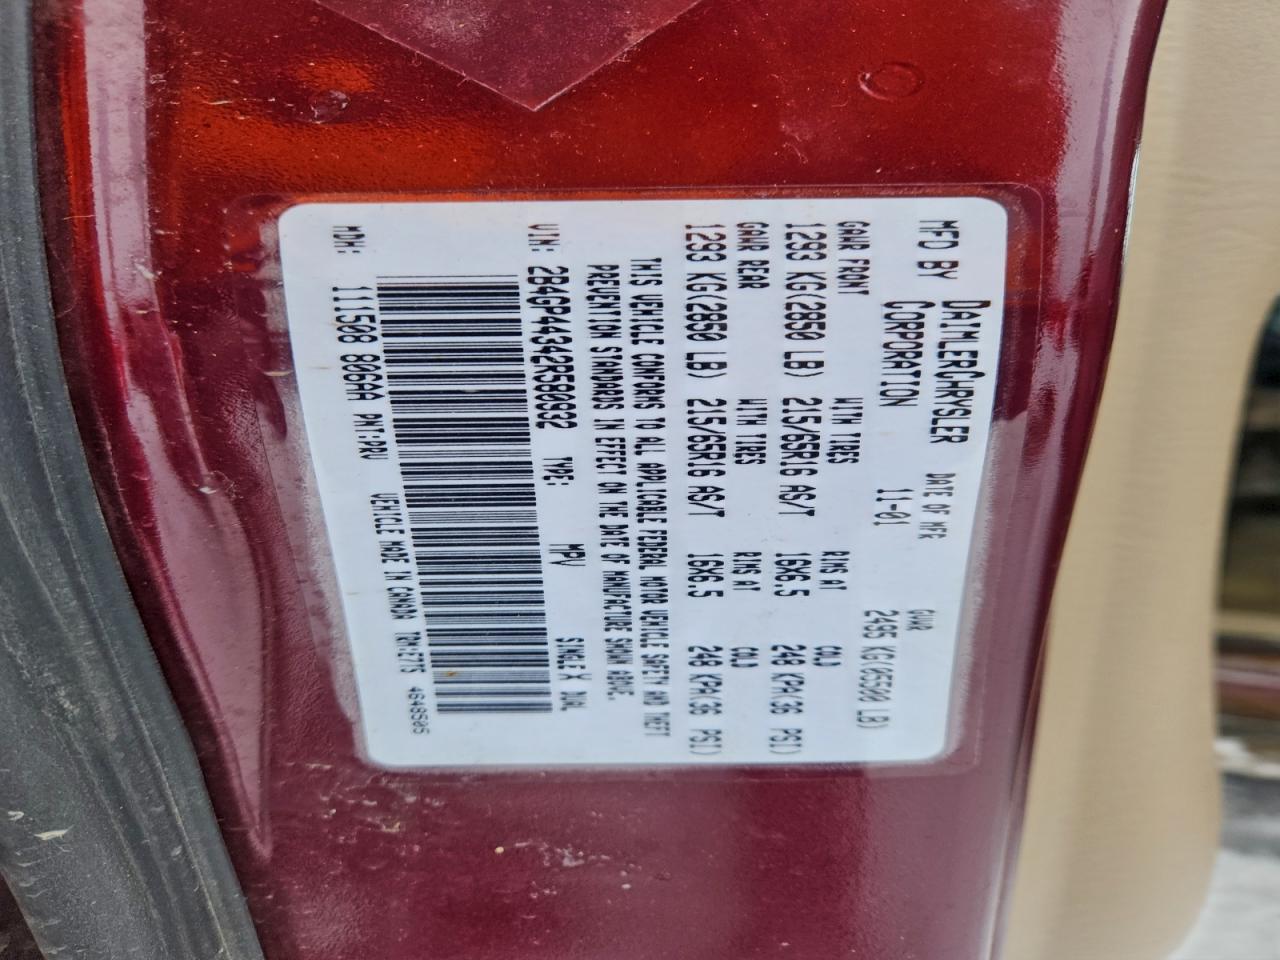 MFD BY DAIMLERCHRYSLER CORPORATION DATE OF MFR 11-01 GVWR 2495 KG(5500 LB)
GAWR FRONT WITH TIRES RIMS AT COLD
1293 KG(2850 LB) 215/65R16 AS/T 16X6.5 248 KPA(36 PSI)
GAWR REAR WITH TIRES RIMS AT COLD
1293 KG(2850 LB) 215/65R16 AS/T 16X6.5 248 KPA(36 PSI)
THIS VEHICLE CONFORMS TO ALL APPLICABLE FEDERAL MOTOR VEHICLE SAFETY AND THEFT
PREVENTION STANDARDS IN EFFECT ON THE DATE OF MANUFACTURE SHOWN ABOVE.
VIN: 2B4GP44342R580932 TYPE: MPV SINGLE X DUAL
MDH: 111508 806AA PNT:PRV VEHICLE MADE IN CANADA TRM:E7T5 4648505